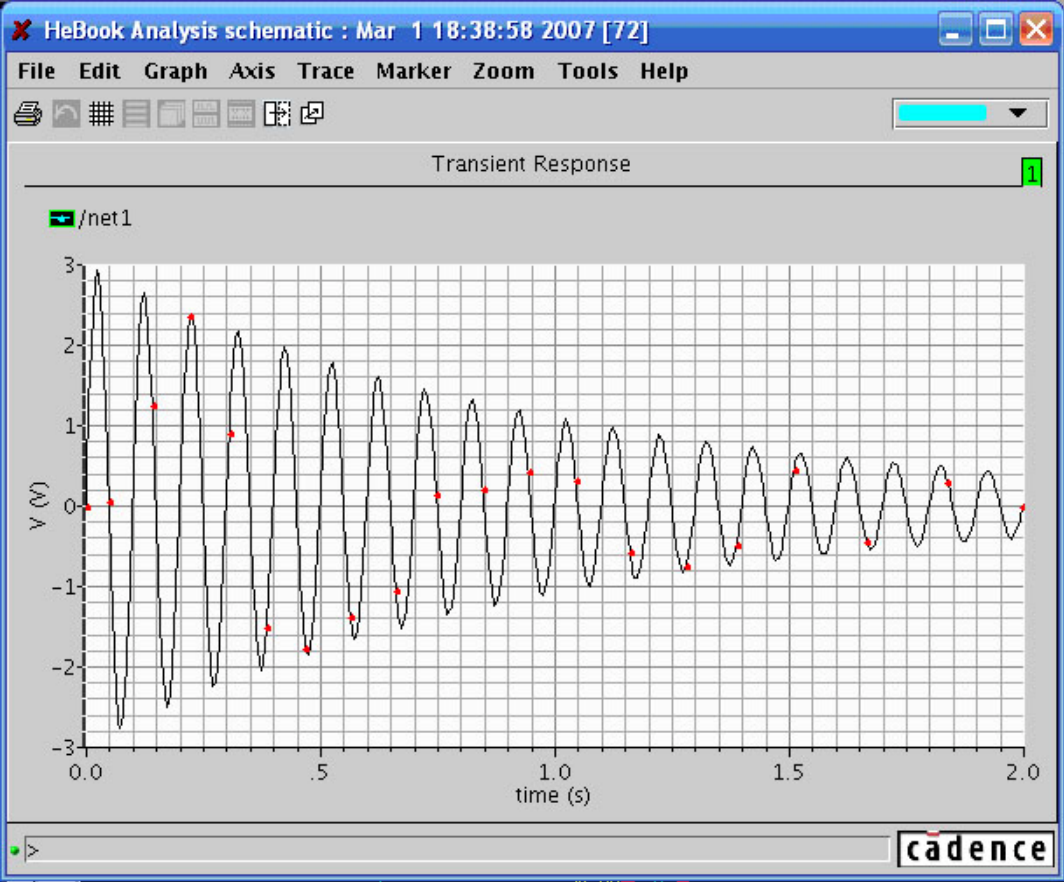 HeBook Analysis schematic : Mar 1 18:38:58 2007 [72]
File Edit Graph Axis Trace Marker Zoom Tools Help
Transient Response
1
/net1
3
2
1
0
−1
−2
−3
V (V)
0.0 .5 1.0 1.5 2.0
time (s)
>
cādence